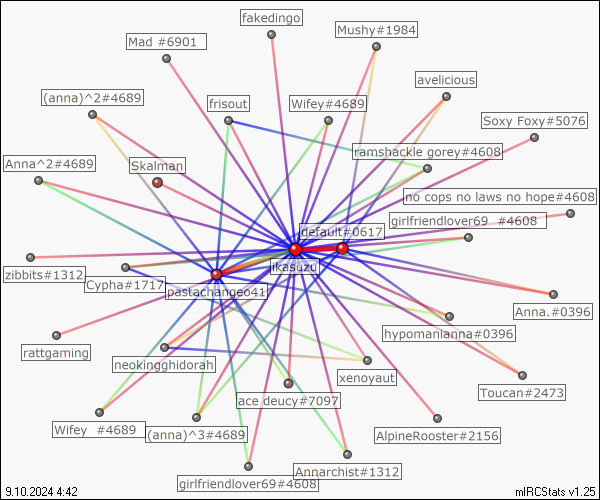 fakedingo
Mushy#1984
Mad #6901
avelicious
(anna)^2#4689
frisout
Wifey#4689
Soxy Foxy#5076
ramshackle gorey#4608
Anna^2#4689
Skalman
no cops no laws no hope#4608
girlfriendlover69 #4608
default#0617
ikasuzu
zibbits#1312
Cypha#1717
pastachangeo41
Anna.#0396
hypomanianna#0396
rattgaming
neokingghidorah
xenoyaut
Toucan#2473
ace deucy#7097
Wifey #4689
(anna)^3#4689
AlpineRooster#2156
Annarchist#1312
girlfriendlover69#4608
9.10.2024 4:42
mIRCStats v1.25